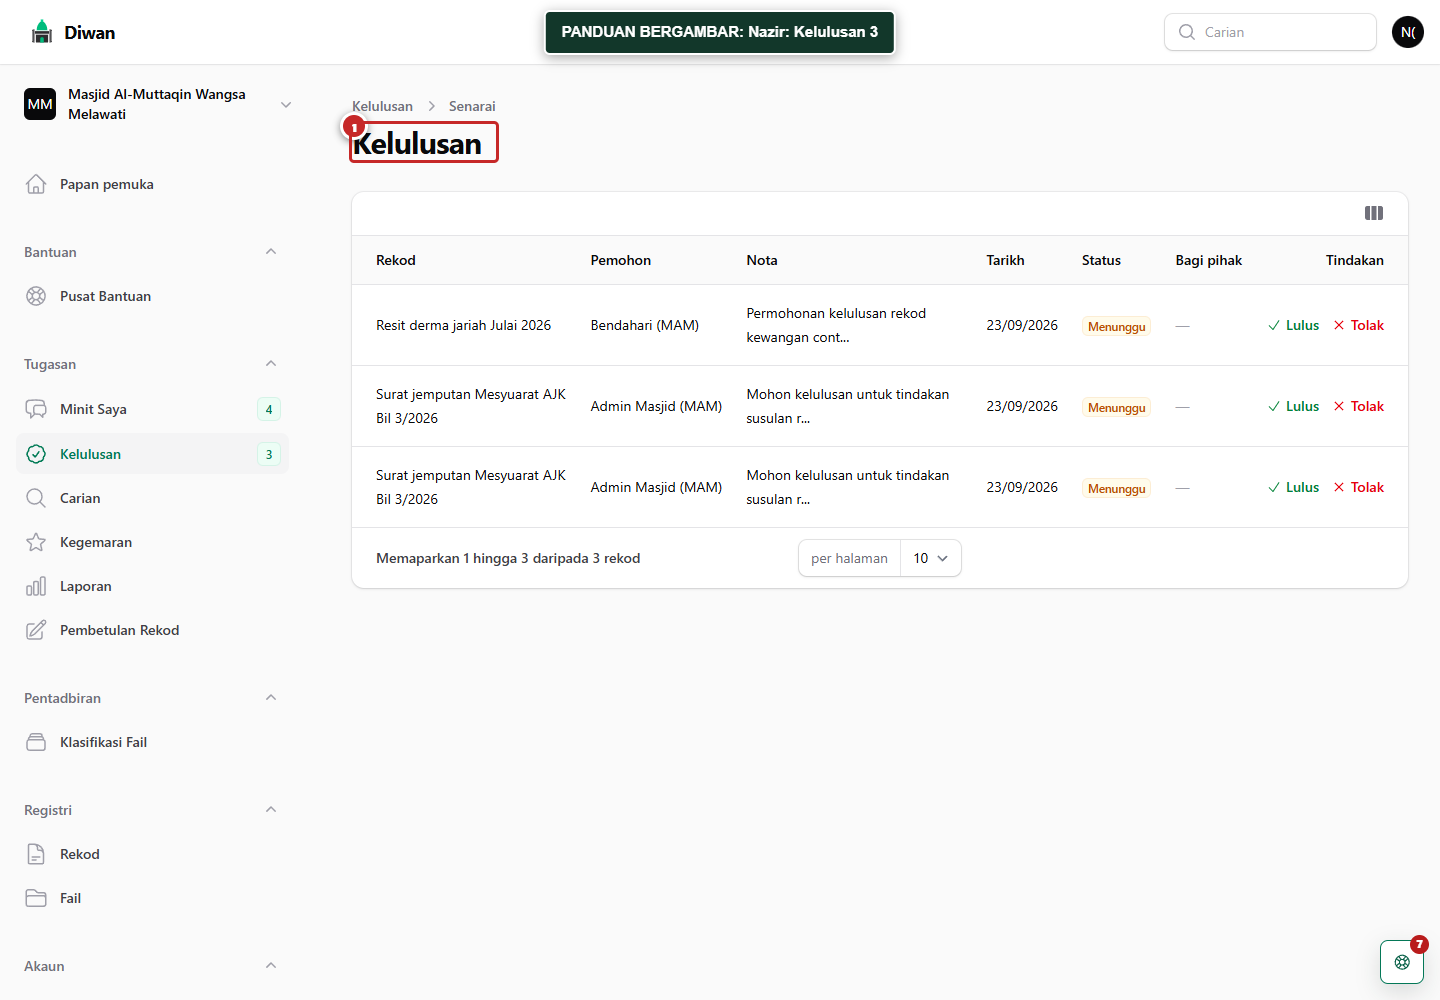 Diwan
PANDUAN BERGAMBAR: Nazir: Kelulusan 3
Carian
N(
MM
Masjid Al-Muttaqin Wangsa
Melawati
Papan pemuka
Bantuan
Pusat Bantuan
Tugasan
Minit Saya
4
Kelulusan
3
Carian
Kegemaran
Laporan
Pembetulan Rekod
Pentadbiran
Klasifikasi Fail
Registri
Rekod
Fail
Akaun
Kelulusan
Senarai
1
Kelulusan
Rekod
Pemohon
Nota
Tarikh
Status
Bagi pihak
Tindakan
Resit derma jariah Julai 2026
Bendahari (MAM)
Permohonan kelulusan rekod
kewangan cont...
23/09/2026
Menunggu
—
Lulus
Tolak
Surat jemputan Mesyuarat AJK
Bil 3/2026
Admin Masjid (MAM)
Mohon kelulusan untuk tindakan
susulan r...
23/09/2026
Menunggu
—
Lulus
Tolak
Surat jemputan Mesyuarat AJK
Bil 3/2026
Admin Masjid (MAM)
Mohon kelulusan untuk tindakan
susulan r...
23/09/2026
Menunggu
—
Lulus
Tolak
Memaparkan 1 hingga 3 daripada 3 rekod
per halaman
10
7